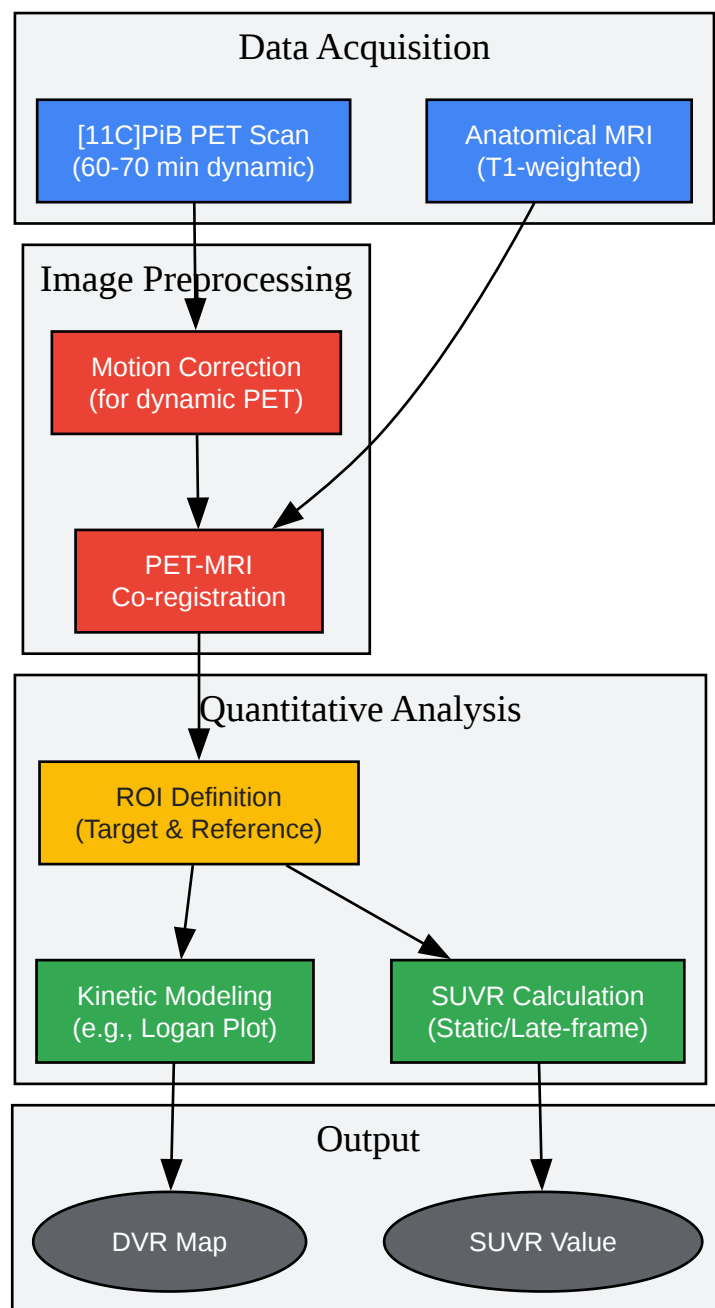 Data Acquisition
[11C]PiB PET Scan
(60-70 min dynamic)
Anatomical MRI
(T1-weighted)
Image Preprocessing
Motion Correction
(for dynamic PET)
PET-MRI
Co-registration
Quantitative Analysis
ROI Definition
(Target & Reference)
Kinetic Modeling
(e.g., Logan Plot)
SUVR Calculation
(Static/Late-frame)
Output
DVR Map
SUVR Value